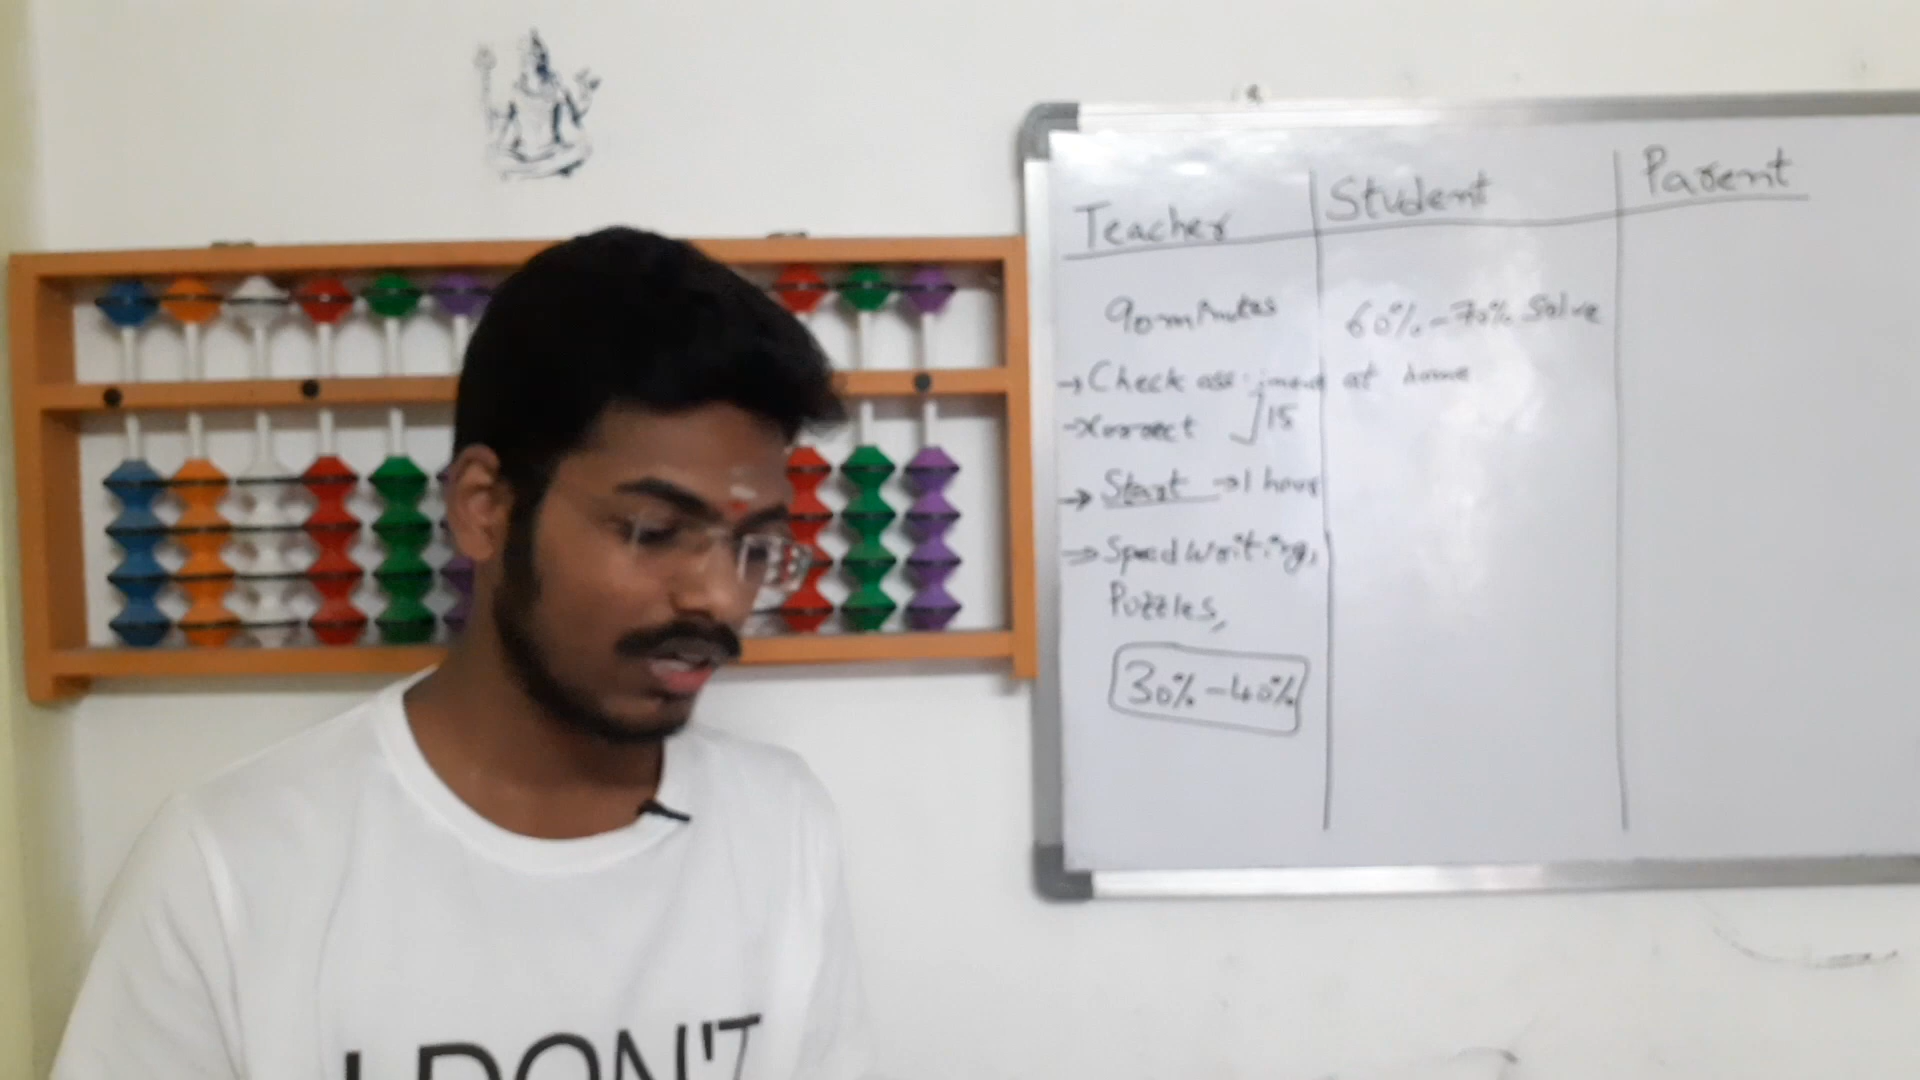 Teacher
Student
Parent
90 minutes
60% - 70% Solve
→ Check at home
→ correct 15
→ Start → 1 hour
→ Speed writing,
Puzzles,
30% - 40%
I DON'T